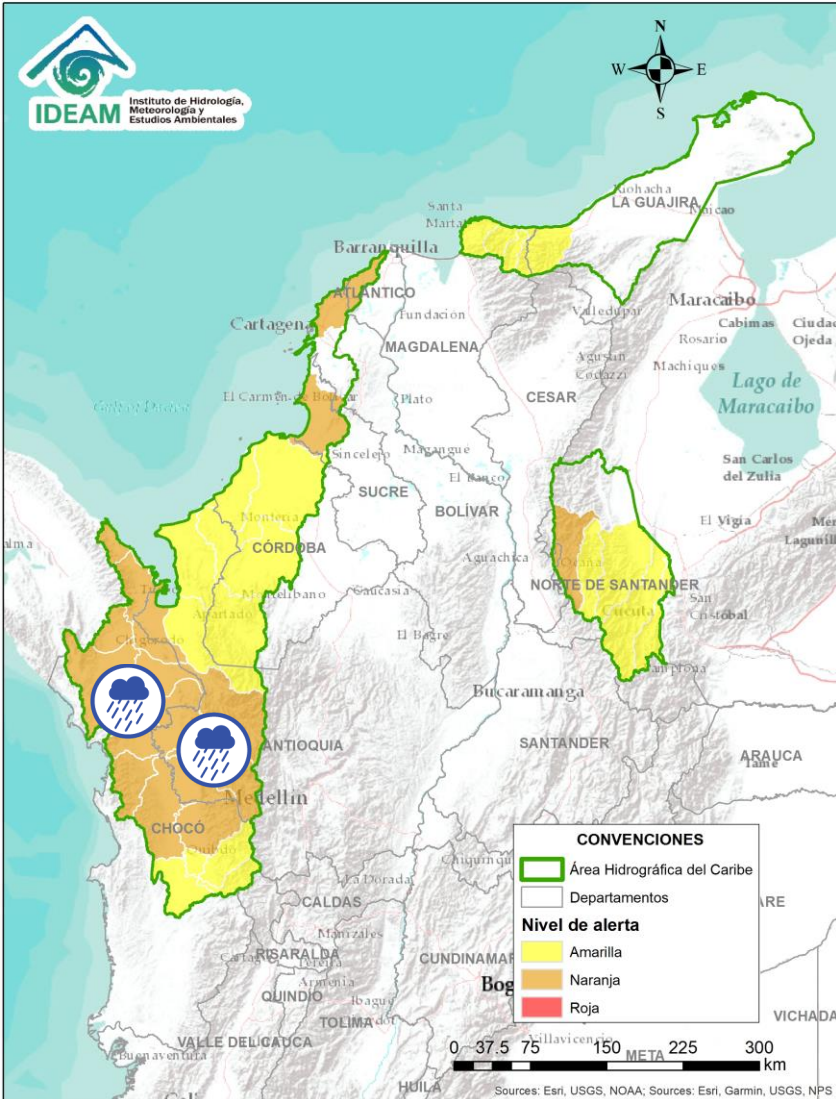 IDEAM
Instituto de Hidrología,
Meteorología y
Estudios Ambientales
N
W
E
S
Riohacha
LA GUAJIRA
Maicao
Santa
Marta
Barranquilla
ATLÁNTICO
Cartagena
Fundación
Valledupar
Maracaibo
Cabimas
Ciudad
Ojeda
Rosario
MAGDALENA
Agustín
Codazzi
Machiques
CESAR
Lago de
Maracaibo
El Carmen de Bolívar
Plato
Sincelejo
Magangué
San Carlos
del Zulia
El Banco
SUCRE
BOLÍVAR
Montería
El Vigía
CÓRDOBA
Aguachica
Ocaña
NORTE DE SANTANDER
Montelibano
Caucasia
Apartadó
Cúcuta
San
Cristóbal
Chigorodó
El Bagre
Pamplona
Bucaramanga
ANTIOQUIA
SANTANDER
ARAUCA
Tame
Medellín
CHOCÓ
Quibdó
La Dorada
CALDAS
Manizales
RISARALDA
Pereira
Armenia
QUINDÍO
Ibagué
TOLIMA
VALLE DEL CAUCA
Buenaventura
HUILA
Villavicencio
META
VICHADA
CONVENCIONES
Área Hidrográfica del Caribe
Departamentos
Nivel de alerta
Amarilla
Naranja
Roja
0 37.5 75 150 225 300
km
Sources: Esri, USGS, NOAA; Sources: Esri, Garmin, USGS, NPS